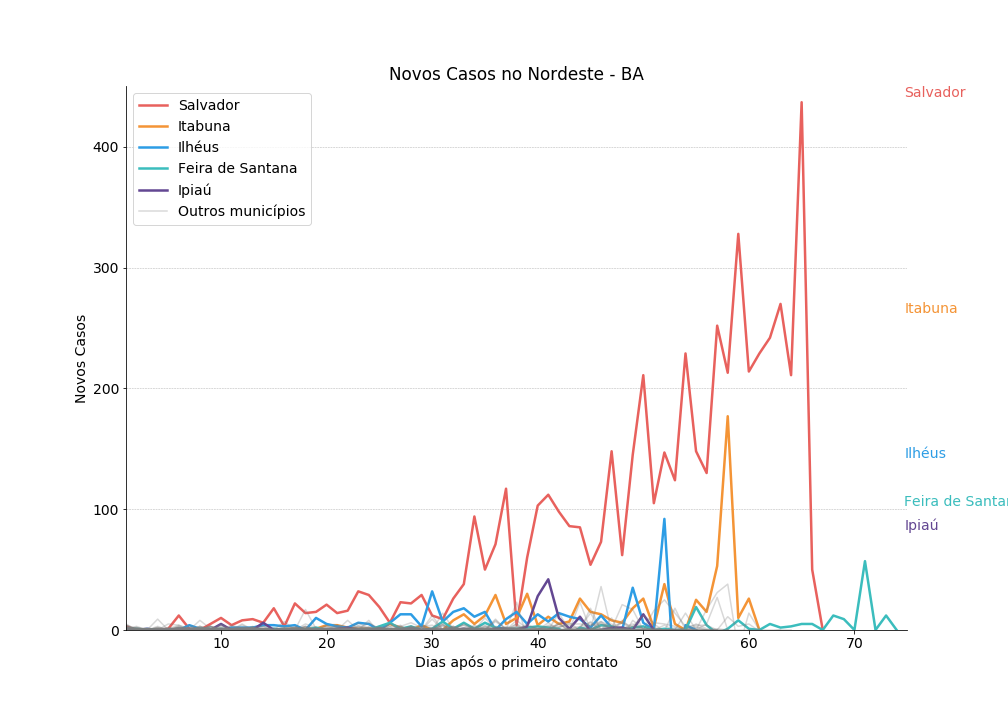 Novos Casos no Nordeste - BA
Salvador
Itabuna
Ilhéus
Feira de Santana
Ipiaú
Outros municípios
400
300
200
100
0
Novos Casos
10
20
30
40
50
60
70
Dias após o primeiro contato
Salvador
Itabuna
Ilhéus
Feira de Santan
Ipiaú